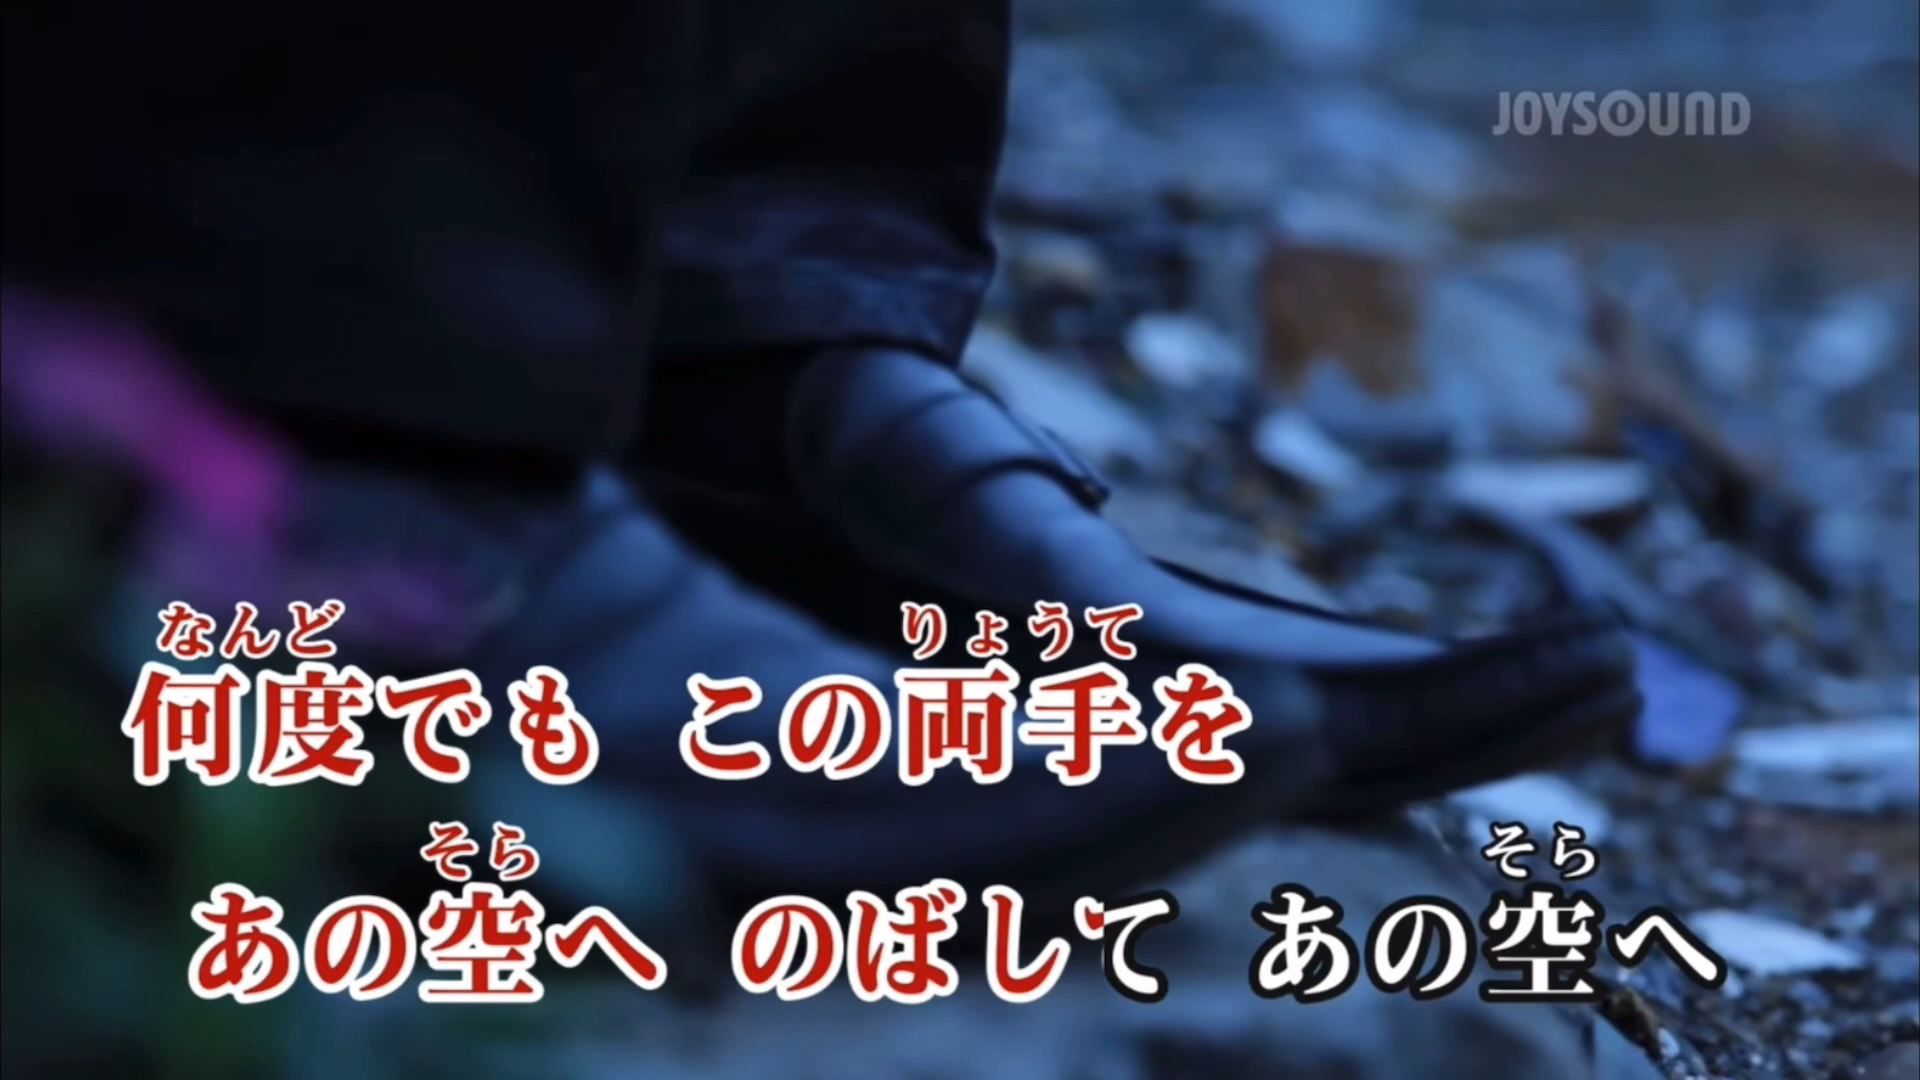 JOYSOUND
なんど りょうて
何度でも この両手を
そら そら
あの空へ のばして あの空へ